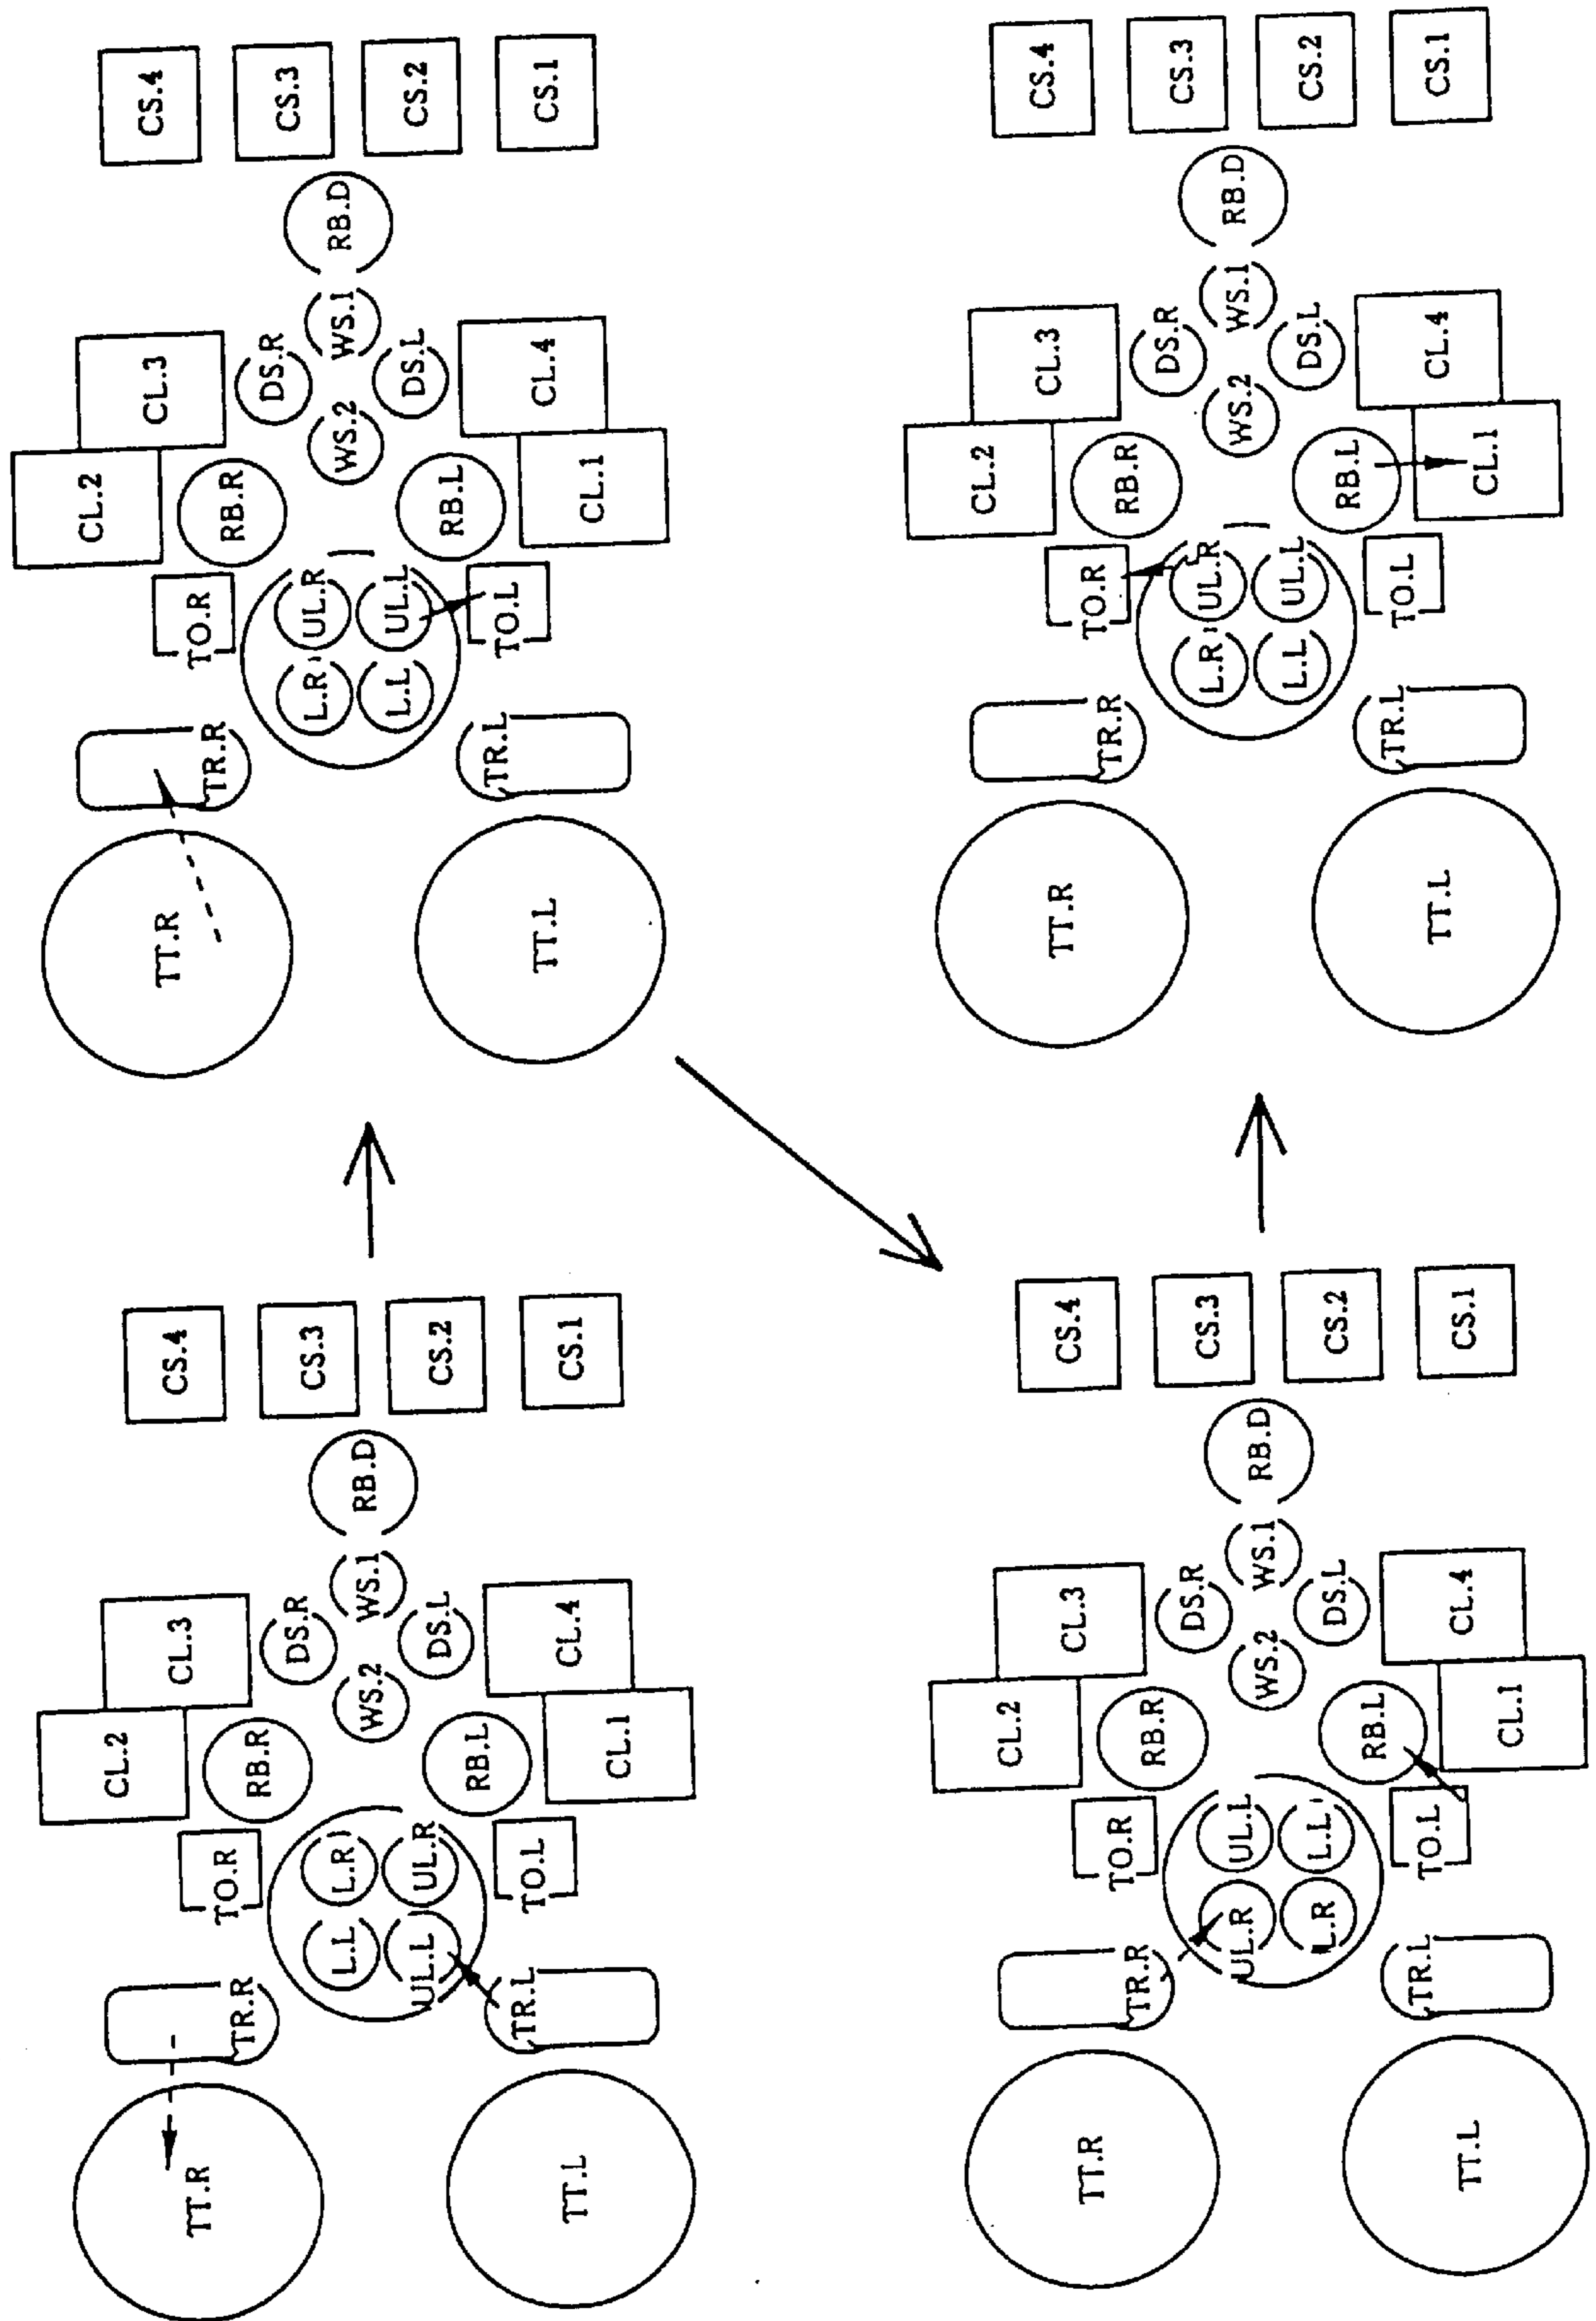 CL.2
CL.3
CS.4
TT.R
TR.R
TO.R
RB.R
DS.R
CS.3
L.L
L.R
WS.2
WS.1
RB.D
UL.L
UL.R
DS.L
CS.2
RB.L
TR.L
TO.L
TT.L
CL.4
CS.1
CL.1
CL.2
CL.3
CS.4
TT.R
TR.R
TO.R
RB.R
DS.R
CS.3
L.R
UL.R
WS.2
WS.1
RB.D
L.L
UL.L
DS.L
CS.2
RB.L
TR.L
TO.L
TT.L
CL.4
CS.1
CL.1
CL.2
CL.3
CS.4
TT.R
TR.R
TO.R
RB.R
DS.R
CS.3
UL.R
UL.L
WS.2
WS.1
RB.D
L.R
L.L
DS.L
CS.2
RB.L
TR.L
TO.L
TT.L
CL.4
CS.1
CL.1
CL.2
CL.3
CS.4
TT.R
TR.R
TO.R
RB.R
DS.R
CS.3
L.R
UL.R
WS.2
WS.1
RB.D
L.L
UL.L
DS.L
CS.2
RB.L
TR.L
TO.L
TT.L
CL.4
CS.1
CL.1